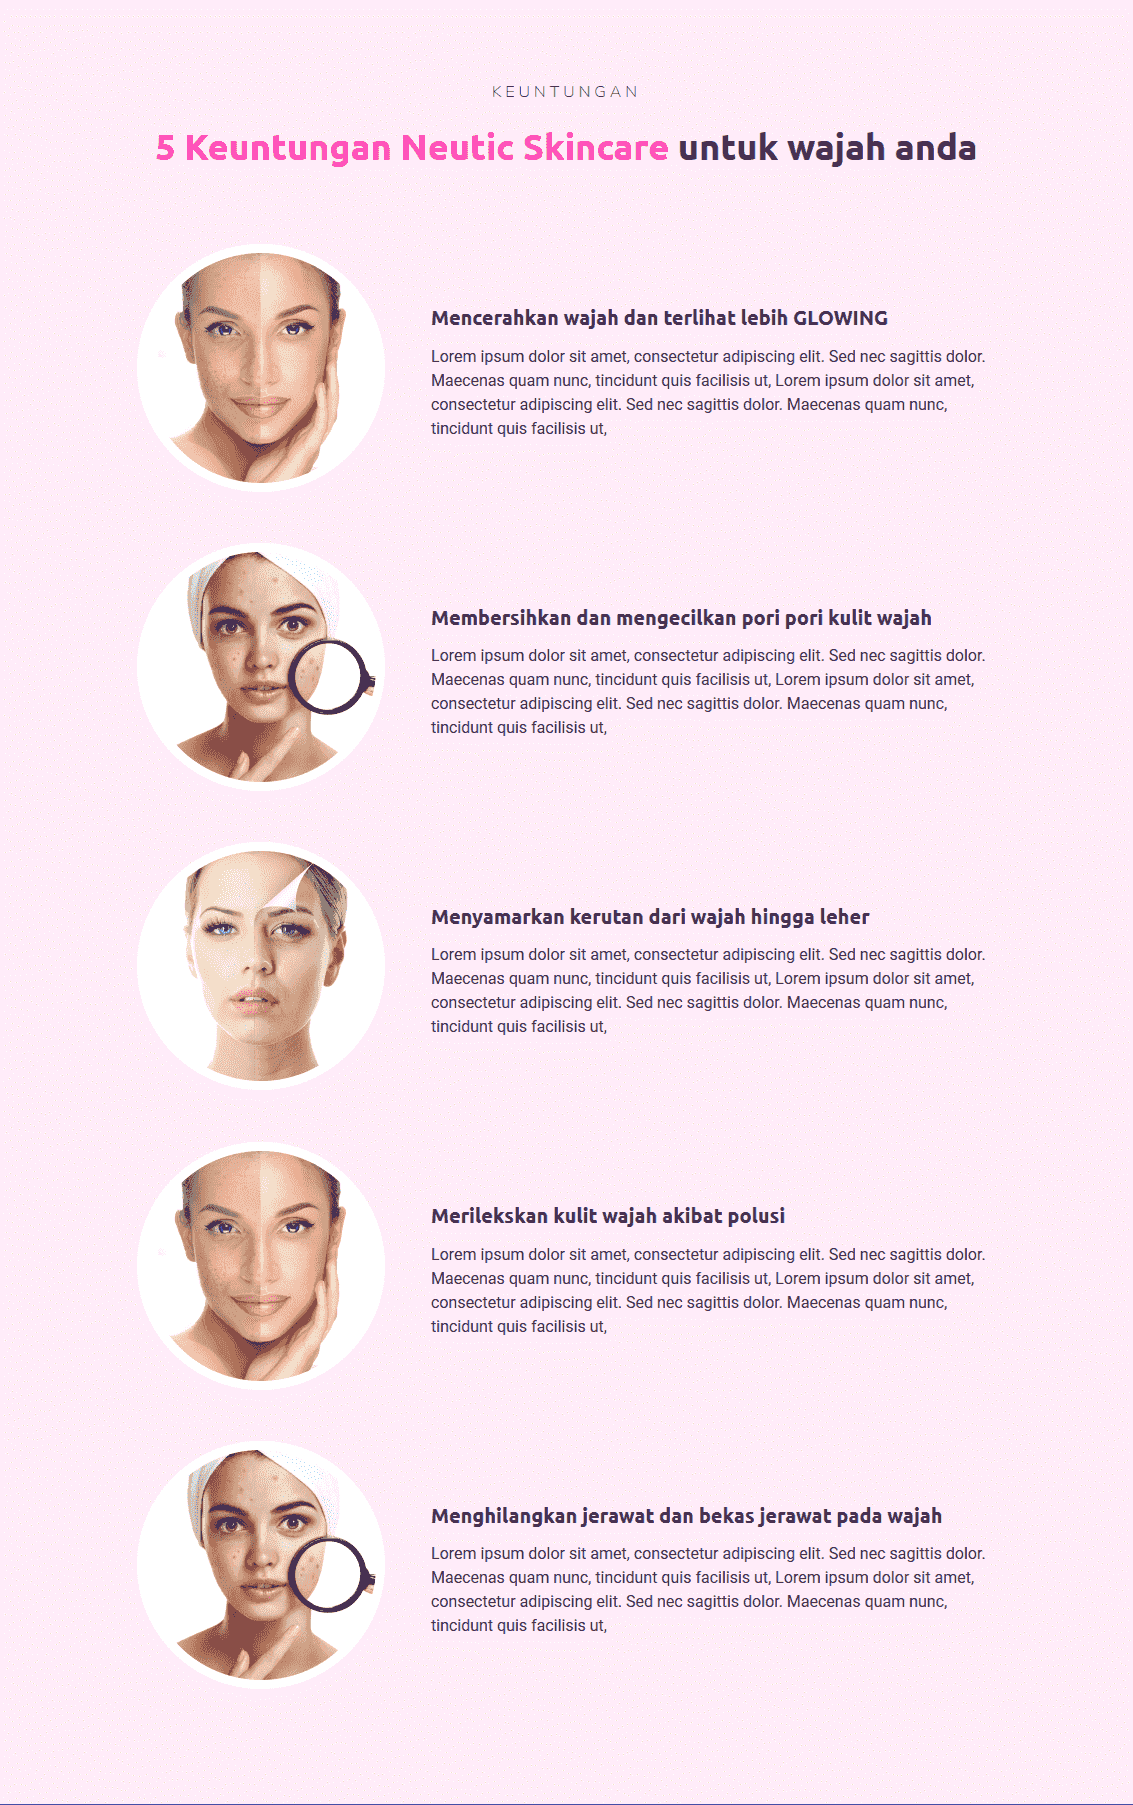 KEUNTUNGAN
5 Keuntungan Neutic Skincare untuk wajah anda
Mencerahkan wajah dan terlihat lebih GLOWING
Lorem ipsum dolor sit amet, consectetur adipiscing elit. Sed nec sagittis dolor.
Maecenas quam nunc, tincidunt quis facilisis ut, Lorem ipsum dolor sit amet,
consectetur adipiscing elit. Sed nec sagittis dolor. Maecenas quam nunc,
tincidunt quis facilisis ut,
Membersihkan dan mengecilkan pori pori kulit wajah
Lorem ipsum dolor sit amet, consectetur adipiscing elit. Sed nec sagittis dolor.
Maecenas quam nunc, tincidunt quis facilisis ut, Lorem ipsum dolor sit amet,
consectetur adipiscing elit. Sed nec sagittis dolor. Maecenas quam nunc,
tincidunt quis facilisis ut,
Menyamarkan kerutan dari wajah hingga leher
Lorem ipsum dolor sit amet, consectetur adipiscing elit. Sed nec sagittis dolor.
Maecenas quam nunc, tincidunt quis facilisis ut, Lorem ipsum dolor sit amet,
consectetur adipiscing elit. Sed nec sagittis dolor. Maecenas quam nunc,
tincidunt quis facilisis ut,
Merilekskan kulit wajah akibat polusi
Lorem ipsum dolor sit amet, consectetur adipiscing elit. Sed nec sagittis dolor.
Maecenas quam nunc, tincidunt quis facilisis ut, Lorem ipsum dolor sit amet,
consectetur adipiscing elit. Sed nec sagittis dolor. Maecenas quam nunc,
tincidunt quis facilisis ut,
Menghilangkan jerawat dan bekas jerawat pada wajah
Lorem ipsum dolor sit amet, consectetur adipiscing elit. Sed nec sagittis dolor.
Maecenas quam nunc, tincidunt quis facilisis ut, Lorem ipsum dolor sit amet,
consectetur adipiscing elit. Sed nec sagittis dolor. Maecenas quam nunc,
tincidunt quis facilisis ut,